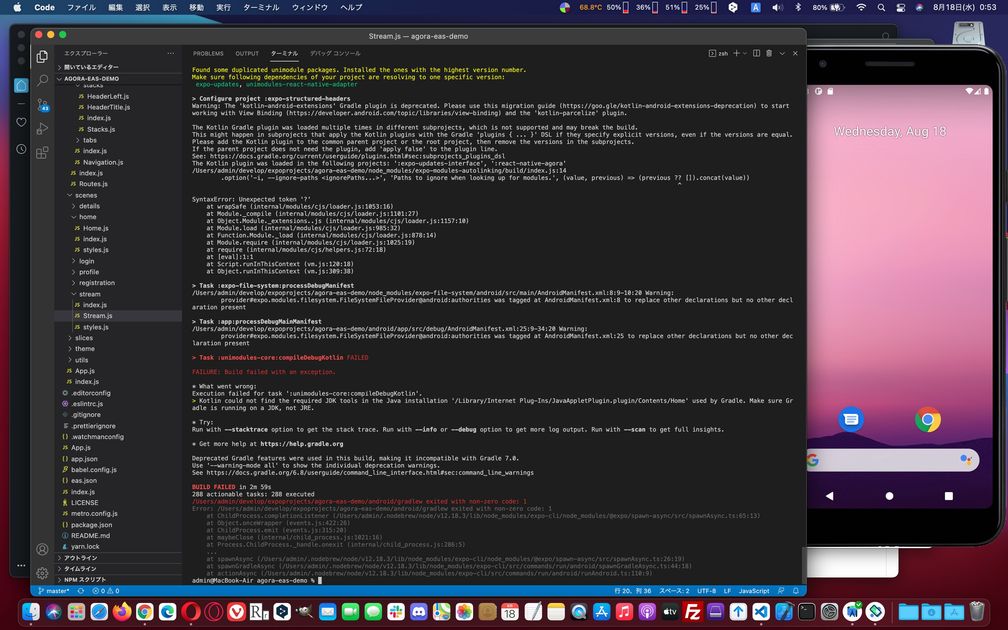 Code ファイル 編集 選択 表示 移動 実行 ターミナル ウィンドウ ヘルプ 68.8°C 50% 36% 51% 25% A 80% 8月18日(水) 0:53
Stream.js — agora-eas-demo
エクスプローラー
PROBLEMS OUTPUT ターミナル デバッグ コンソール zsh
開いているエディター
AGORA-EAS-DEMO
stacks
JS HeaderLeft.js
JS HeaderTitle.js
JS index.js
JS Stacks.js
tabs
JS index.js
JS Navigation.js
JS index.js
JS Routes.js
scenes
details
home
JS Home.js
JS index.js
JS styles.js
login
profile
registration
stream
JS index.js
JS Stream.js
JS styles.js
slices
theme
utils
JS App.js
JS index.js
.editorconfig
.eslintrc.js
.gitignore
.prettierignore
.watchmanconfig
JS App.js
app.json
babel.config.js
eas.json
JS index.js
LICENSE
metro.config.js
package.json
README.md
yarn.lock
アウトライン
タイムライン
NPM スクリプト
43
Found some duplicated unimodule packages. Installed the ones with the highest version number.
Make sure following dependencies of your project are resolving to one specific version:
expo-updates, unimodules-react-native-adapter
> Configure project :expo-structured-headers
Warning: The 'kotlin-android-extensions' Gradle plugin is deprecated. Please use this migration guide (https://goo.gle/kotlin-android-extensions-deprecation) to start
working with View Binding (https://developer.android.com/topic/libraries/view-binding) and the 'kotlin-parcelize' plugin.
The Kotlin Gradle plugin was loaded multiple times in different subprojects, which is not supported and may break the build.
This might happen in subprojects that apply the Kotlin plugins with the Gradle 'plugins { ... }' DSL if they specify explicit versions, even if the versions are equal.
Please add the Kotlin plugin to the common parent project or the root project, then remove the versions in the subprojects.
If the parent project does not need the plugin, add 'apply false' to the plugin line.
See: https://docs.gradle.org/current/userguide/plugins.html#sec:subprojects_plugins_dsl
The Kotlin plugin was loaded in the following projects: ':expo-updates-interface', ':react-native-agora'
/Users/admin/develop/expoprojects/agora-eas-demo/node_modules/expo-modules-autolinking/build/index.js:14
.option('-i, --ignore-paths <ignorePaths...>', 'Paths to ignore when looking up for modules.', (value, previous) => (previous ?? []).concat(value))
^
SyntaxError: Unexpected token '?'
at wrapSafe (internal/modules/cjs/loader.js:1053:16)
at Module._compile (internal/modules/cjs/loader.js:1101:27)
at Object.Module._extensions..js (internal/modules/cjs/loader.js:1157:10)
at Module.load (internal/modules/cjs/loader.js:985:32)
at Function.Module._load (internal/modules/cjs/loader.js:878:14)
at Module.require (internal/modules/cjs/loader.js:1025:19)
at require (internal/modules/cjs/helpers.js:72:18)
at [eval]:1:1
at Script.runInThisContext (vm.js:120:18)
at Object.runInThisContext (vm.js:309:38)
> Task :expo-file-system:processDebugManifest
/Users/admin/develop/expoprojects/agora-eas-demo/node_modules/expo-file-system/android/src/main/AndroidManifest.xml:8:9-10:20 Warning:
provider#expo.modules.filesystem.FileSystemFileProvider@android:authorities was tagged at AndroidManifest.xml:8 to replace other declarations but no other decl
aration present
> Task :app:processDebugMainManifest
/Users/admin/develop/expoprojects/agora-eas-demo/android/app/src/debug/AndroidManifest.xml:25:9-34:20 Warning:
provider#expo.modules.filesystem.FileSystemFileProvider@android:authorities was tagged at AndroidManifest.xml:25 to replace other declarations but no other dec
laration present
> Task :unimodules-core:compileDebugKotlin FAILED
FAILURE: Build failed with an exception.
* What went wrong:
Execution failed for task ':unimodules-core:compileDebugKotlin'.
> Kotlin could not find the required JDK tools in the Java installation '/Library/Internet Plug-Ins/JavaAppletPlugin.plugin/Contents/Home' used by Gradle. Make sure Gr
adle is running on a JDK, not JRE.
* Try:
Run with --stacktrace option to get the stack trace. Run with --info or --debug option to get more log output. Run with --scan to get full insights.
* Get more help at https://help.gradle.org
Deprecated Gradle features were used in this build, making it incompatible with Gradle 7.0.
Use '--warning-mode all' to show the individual deprecation warnings.
See https://docs.gradle.org/6.8/userguide/command_line_interface.html#sec:command_line_warnings
BUILD FAILED in 2m 59s
288 actionable tasks: 288 executed
/Users/admin/develop/expoprojects/agora-eas-demo/android/gradlew exited with non-zero code: 1
Error: /Users/admin/develop/expoprojects/agora-eas-demo/android/gradlew exited with non-zero code: 1
at ChildProcess.completionListener (/Users/admin/.nodebrew/node/v12.18.3/lib/node_modules/expo-cli/node_modules/@expo/spawn-async/src/spawnAsync.ts:65:13)
at Object.onceWrapper (events.js:422:26)
at ChildProcess.emit (events.js:315:20)
at maybeClose (internal/child_process.js:1021:16)
at Process.ChildProcess._handle.onexit (internal/child_process.js:286:5)
...
at spawnAsync (/Users/admin/.nodebrew/node/v12.18.3/lib/node_modules/expo-cli/node_modules/@expo/spawn-async/src/spawnAsync.ts:26:19)
at spawnGradleAsync (/Users/admin/.nodebrew/node/v12.18.3/lib/node_modules/expo-cli/src/commands/run/android/spawnGradleAsync.ts:44:18)
at actionAsync (/Users/admin/.nodebrew/node/v12.18.3/lib/node_modules/expo-cli/src/commands/run/android/runAndroid.ts:110:9)
admin@MacBook-Air agora-eas-demo %
master* 0 0 行 20、列 36 スペース: 2 UTF-8 LF JavaScript
Wednesday, Aug 18
18
tv